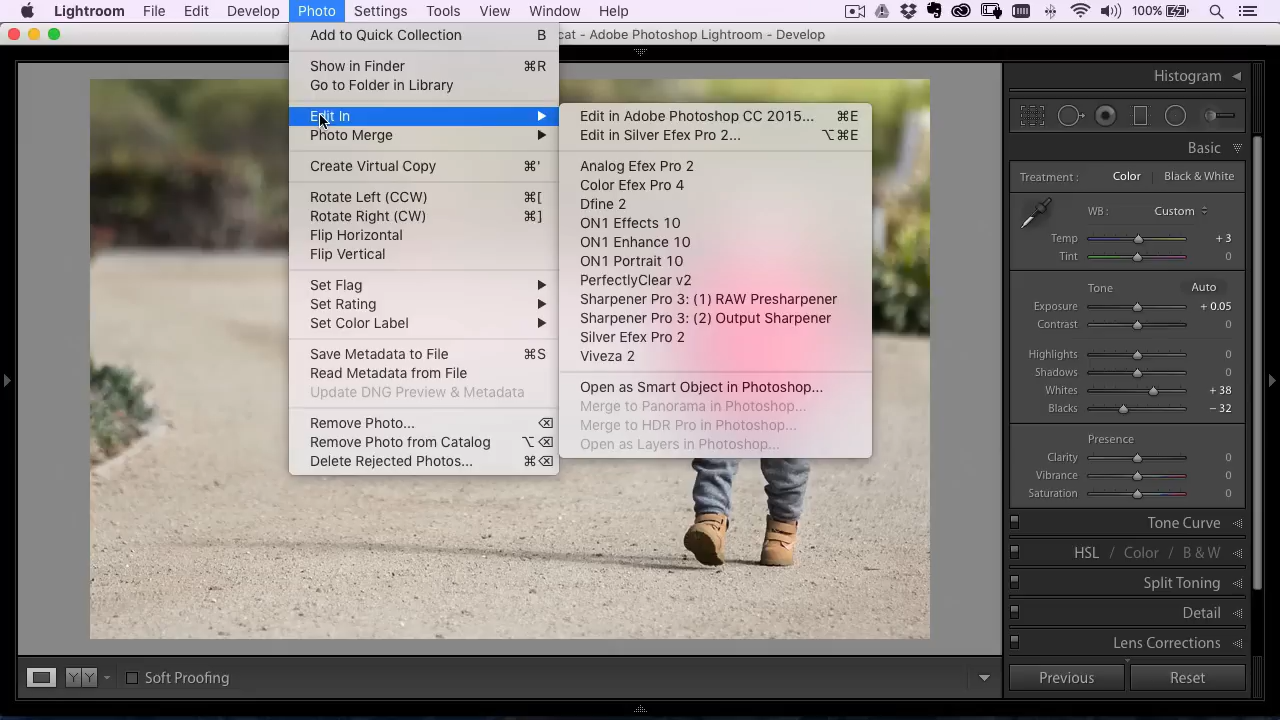 Lightroom File Edit Develop Photo Settings Tools View Window Help 100%
cat - Adobe Photoshop Lightroom - Develop
Add to Quick Collection B
Show in Finder ⌘R
Go to Folder in Library
Edit In
Photo Merge
Create Virtual Copy ⌘'
Rotate Left (CCW) ⌘[
Rotate Right (CW) ⌘]
Flip Horizontal
Flip Vertical
Set Flag
Set Rating
Set Color Label
Save Metadata to File ⌘S
Read Metadata from File
Update DNG Preview & Metadata
Remove Photo... ⌫
Remove Photo from Catalog ⌥⌫
Delete Rejected Photos... ⌘⌫
Edit in Adobe Photoshop CC 2015... ⌘E
Edit in Silver Efex Pro 2... ⌥⌘E
Analog Efex Pro 2
Color Efex Pro 4
Dfine 2
ON1 Effects 10
ON1 Enhance 10
ON1 Portrait 10
PerfectlyClear v2
Sharpener Pro 3: (1) RAW Presharpener
Sharpener Pro 3: (2) Output Sharpener
Silver Efex Pro 2
Viveza 2
Open as Smart Object in Photoshop...
Merge to Panorama in Photoshop...
Merge to HDR Pro in Photoshop...
Open as Layers in Photoshop...
Histogram
Basic
Treatment : Color Black & White
WB : Custom
Temp + 3
Tint 0
Tone Auto
Exposure + 0.05
Contrast 0
Highlights 0
Shadows 0
Whites + 38
Blacks − 32
Presence
Clarity 0
Vibrance 0
Saturation 0
Tone Curve
HSL / Color / B & W
Split Toning
Detail
Lens Corrections
Previous Reset
Y Y Soft Proofing